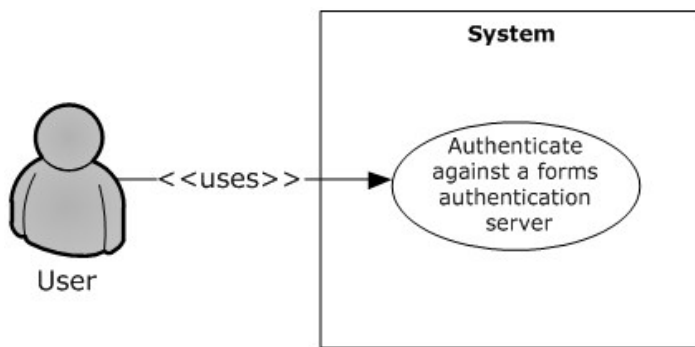 System
Authenticate
against a forms
authentication
server
<<uses>>
User